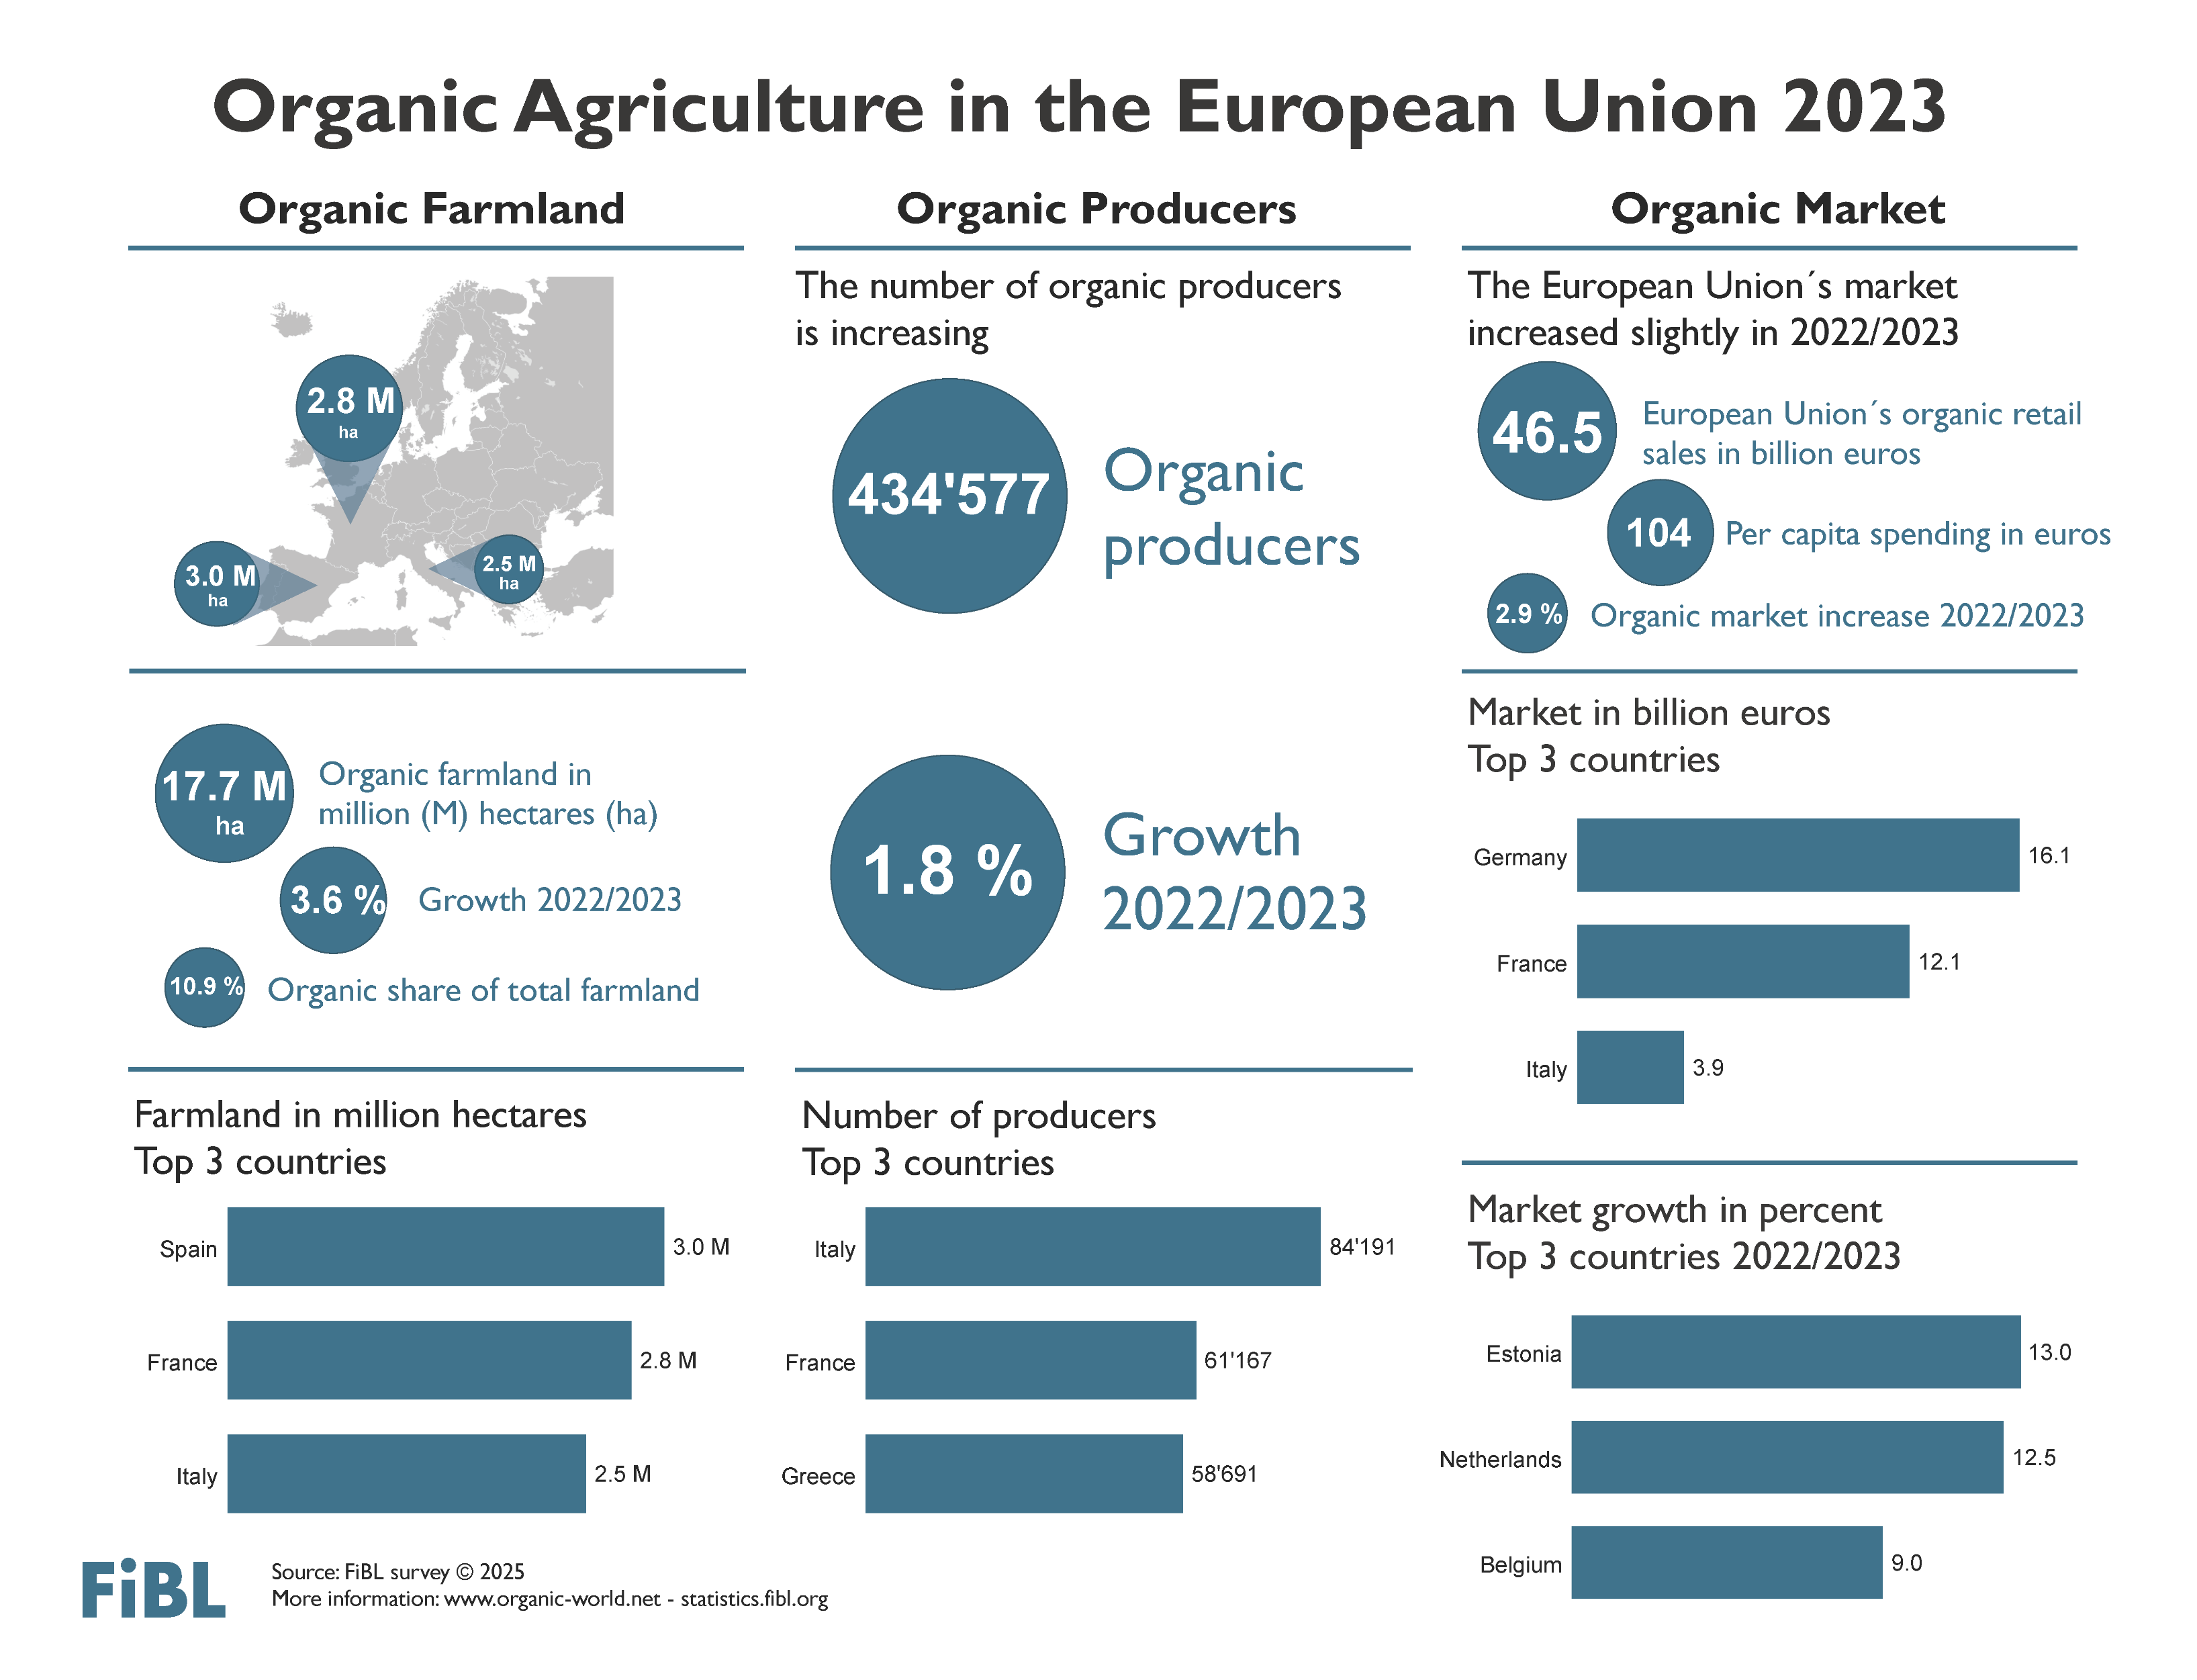 Organic Agriculture in the European Union 2023
Organic Farmland
2.8 M
ha
3.0 M
ha
2.5 M
ha
17.7 M
ha
Organic farmland in
million (M) hectares (ha)
3.6 %
Growth 2022/2023
10.9 %
Organic share of total farmland
Farmland in million hectares
Top 3 countries
Spain 3.0 M
France 2.8 M
Italy 2.5 M
Organic Producers
The number of organic producers
is increasing
434'577
Organic
producers
1.8 %
Growth
2022/2023
Number of producers
Top 3 countries
Italy 84'191
France 61'167
Greece 58'691
Organic Market
The European Union´s market
increased slightly in 2022/2023
46.5
European Union´s organic retail
sales in billion euros
104
Per capita spending in euros
2.9 %
Organic market increase 2022/2023
Market in billion euros
Top 3 countries
Germany 16.1
France 12.1
Italy 3.9
Market growth in percent
Top 3 countries 2022/2023
Estonia 13.0
Netherlands 12.5
Belgium 9.0
FiBL
Source: FiBL survey © 2025
More information: www.organic-world.net - statistics.fibl.org